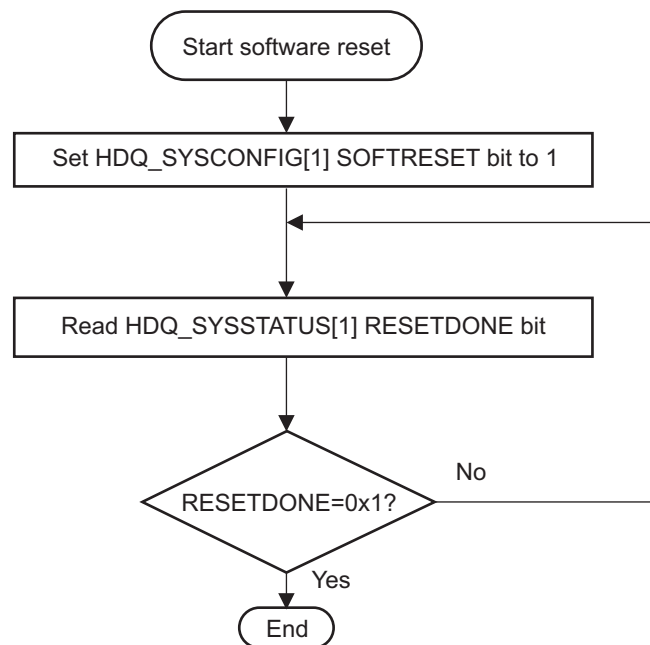 Start software reset
Set HDQ_SYSCONFIG[1] SOFTRESET bit to 1
Read HDQ_SYSSTATUS[1] RESETDONE bit
No
RESETDONE=0x1?
Yes
End